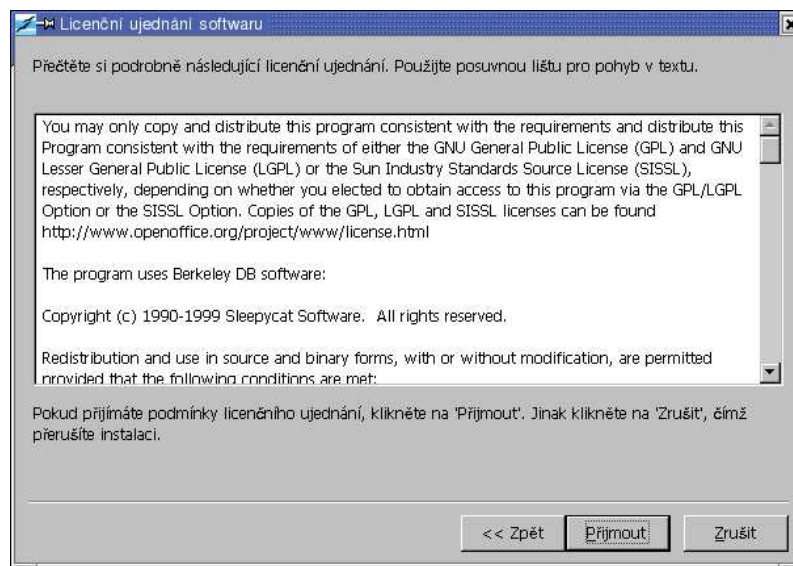 Licenční ujednání softwaru
Přečtěte si podrobně následující licenční ujednání. Použijte posuvnou lištu pro pohyb v textu.
You may only copy and distribute this program consistent with the requirements and distribute this
Program consistent with the requirements of either the GNU General Public License (GPL) and GNU
Lesser General Public License (LGPL) or the Sun Industry Standards Source License (SISSL),
respectively, depending on whether you elected to obtain access to this program via the GPL/LGPL
Option or the SISSL Option. Copies of the GPL, LGPL and SISSL licenses can be found
http://www.openoffice.org/project/www/license.html
The program uses Berkeley DB software:
Copyright (c) 1990-1999 Sleepycat Software. All rights reserved.
Redistribution and use in source and binary forms, with or without modification, are permitted
provided that the following conditions are met:
Pokud přijímáte podmínky licenčního ujednání, klikněte na 'Přijmout'. Jinak klikněte na 'Zrušit', čímž
přerušíte instalaci.
<< Zpět Přijmout Zrušit